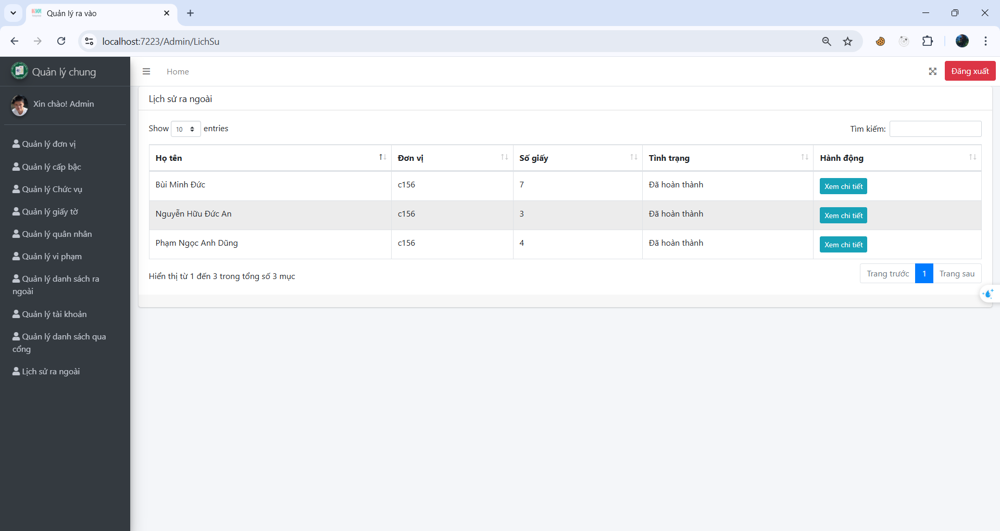 Quản lý ra vào
localhost:7223/Admin/LichSu
Quản lý chung
Home
Đăng xuất
Xin chào! Admin
Quản lý đơn vị
Quản lý cấp bậc
Quản lý Chức vụ
Quản lý giấy tờ
Quản lý quân nhân
Quản lý vi phạm
Quản lý danh sách ra
ngoài
Quản lý tài khoản
Quản lý danh sách qua
cổng
Lịch sử ra ngoài
Lịch sử ra ngoài
Show 10 entries
Tìm kiếm:
Họ tên Đơn vị Số giấy Tình trạng Hành động
Bùi Minh Đức c156 7 Đã hoàn thành Xem chi tiết
Nguyễn Hữu Đức An c156 3 Đã hoàn thành Xem chi tiết
Phạm Ngọc Anh Dũng c156 4 Đã hoàn thành Xem chi tiết
Hiển thị từ 1 đến 3 trong tổng số 3 mục
Trang trước 1 Trang sau